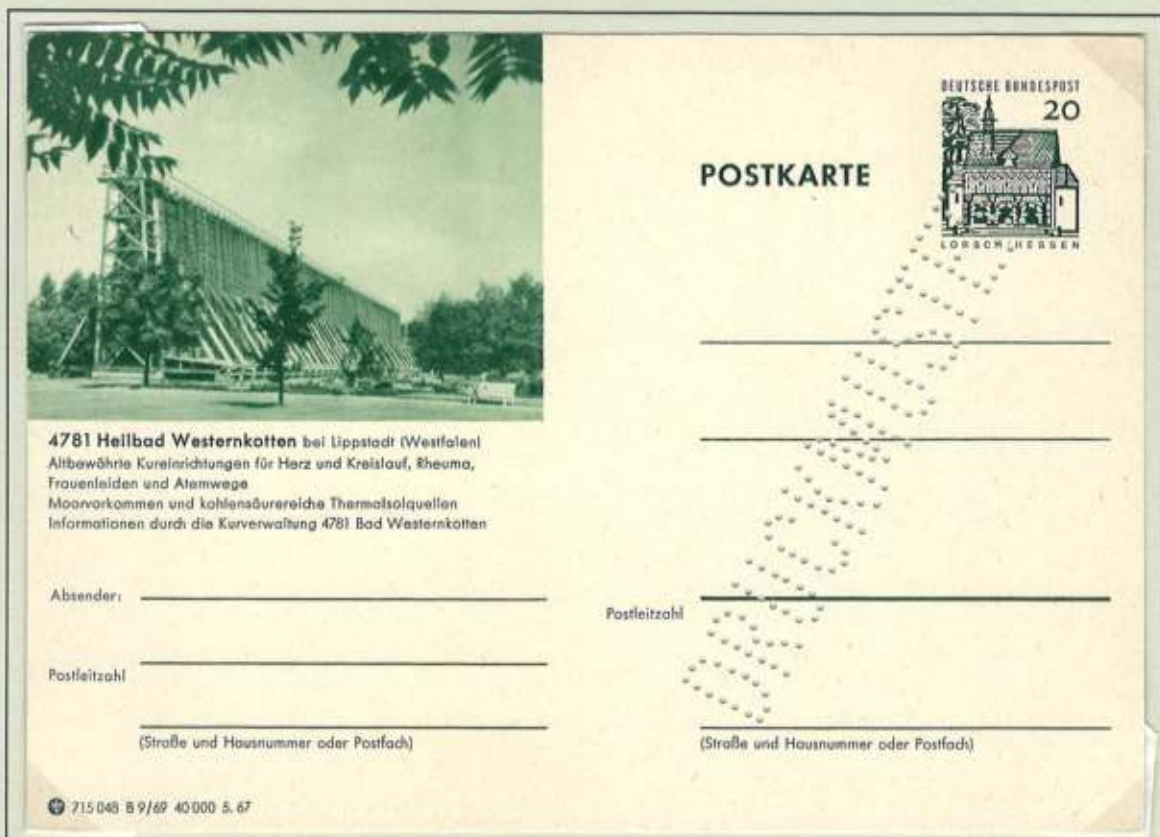 DEUTSCHE BUNDESPOST
20
LORSCH/HESSEN
POSTKARTE
DRUCKMUSTER
4781 Heilbad Westernkotten bei Lippstadt (Westfalen)
Altbewährte Kureinrichtungen für Herz und Kreislauf, Rheuma,
Frauenleiden und Atemwege
Moorvorkommen und kohlensäurereiche Thermalsolquellen
Informationen durch die Kurverwaltung 4781 Bad Westernkotten
Absender:
Postleitzahl
(Straße und Hausnummer oder Postfach)
Postleitzahl
(Straße und Hausnummer oder Postfach)
715 048 B 9/69 40 000 5. 67